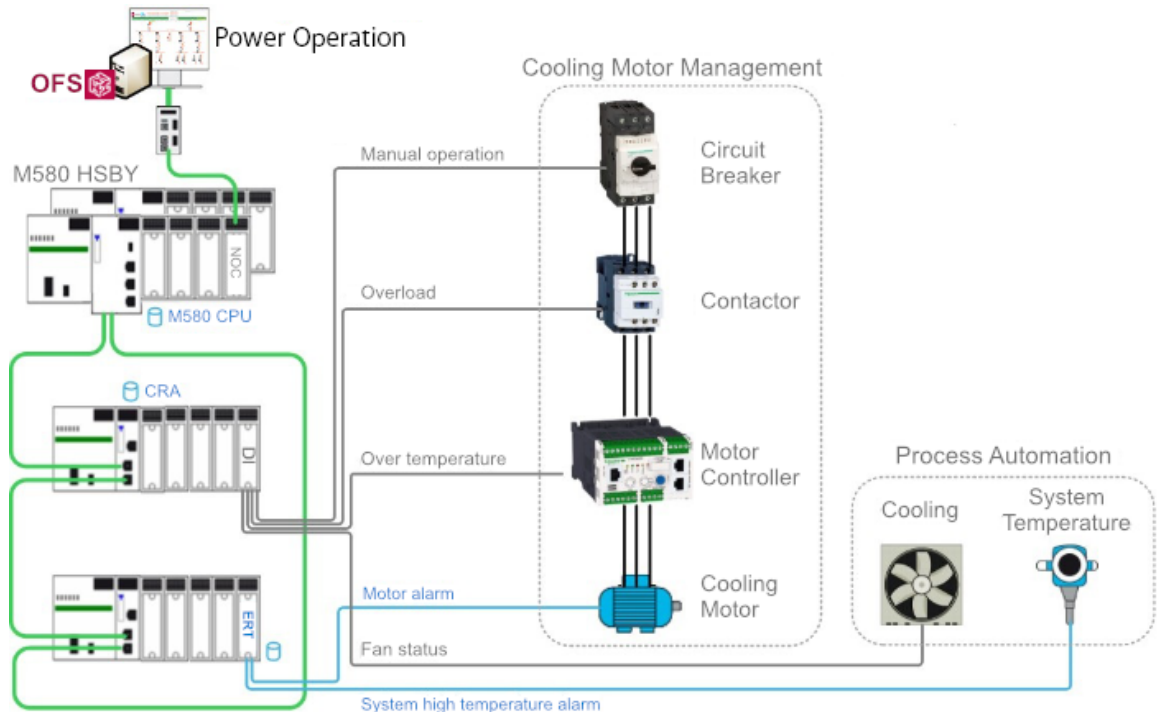 Power Operation
OFS
Cooling Motor Management
M580 HSBY
Manual operation
Circuit
Breaker
NOC
Overload
Contactor
M580 CPU
CRA
DI
Over temperature
Motor
Controller
Process Automation
Cooling
System
Temperature
Motor alarm
Cooling
Motor
ERT
Fan status
System high temperature alarm